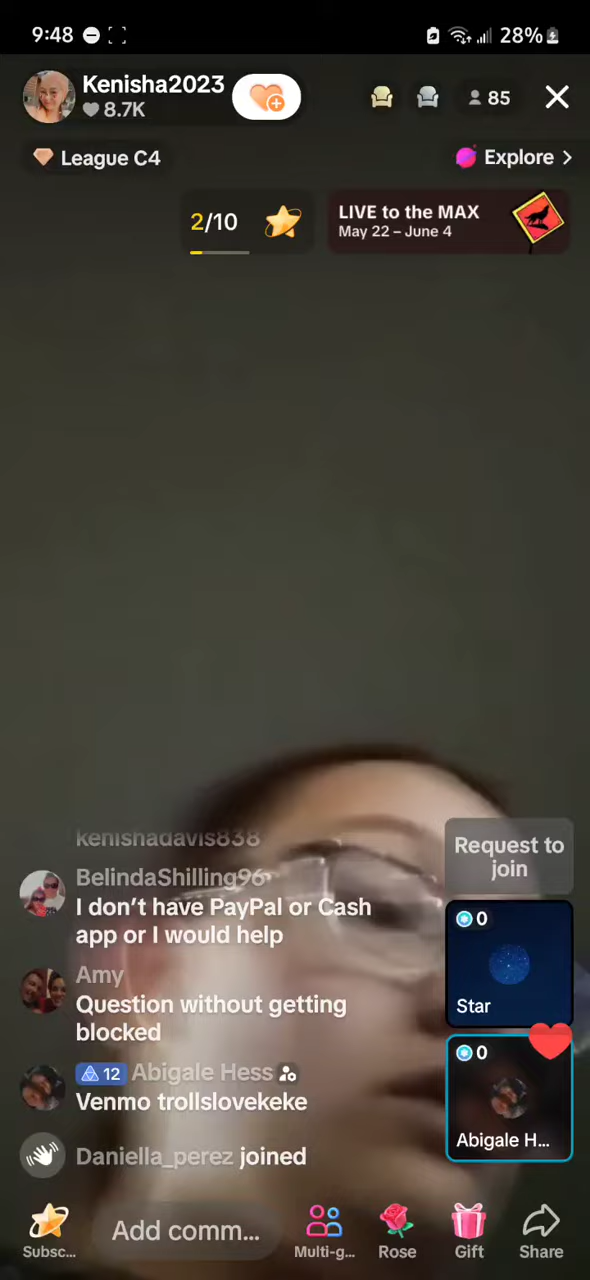 9:48
28%
Kenisha2023
8.7K
85
League C4
Explore
2/10
LIVE to the MAX
May 22 – June 4
kenishadavis838
BelindaShilling96
I don't have PayPal or Cash
app or I would help
Request to
join
0
Star
Amy
Question without getting
blocked
12 Abigale Hess
Venmo trollslovekeke
0
Abigale H...
Daniella_perez joined
Subsc...
Add comm...
Multi-g...
Rose
Gift
Share